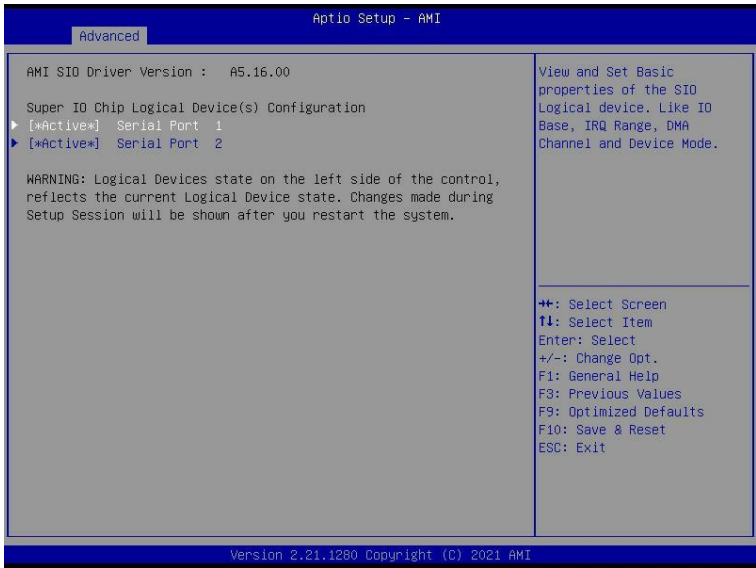 Aptio Setup - AMI
Advanced
AMI SIO Driver Version : A5.16.00
Super IO Chip Logical Device(s) Configuration
[*Active*] Serial Port 1
[*Active*] Serial Port 2
WARNING: Logical Devices state on the left side of the control,
reflects the current Logical Device state. Changes made during
Setup Session will be shown after you restart the system.
View and Set Basic
properties of the SIO
Logical device. Like IO
Base, IRQ Range, DMA
Channel and Device Mode.
→←: Select Screen
↑↓: Select Item
Enter: Select
+/-: Change Opt.
F1: General Help
F3: Previous Values
F9: Optimized Defaults
F10: Save & Reset
ESC: Exit
Version 2.21.1280 Copyright (C) 2021 AMI